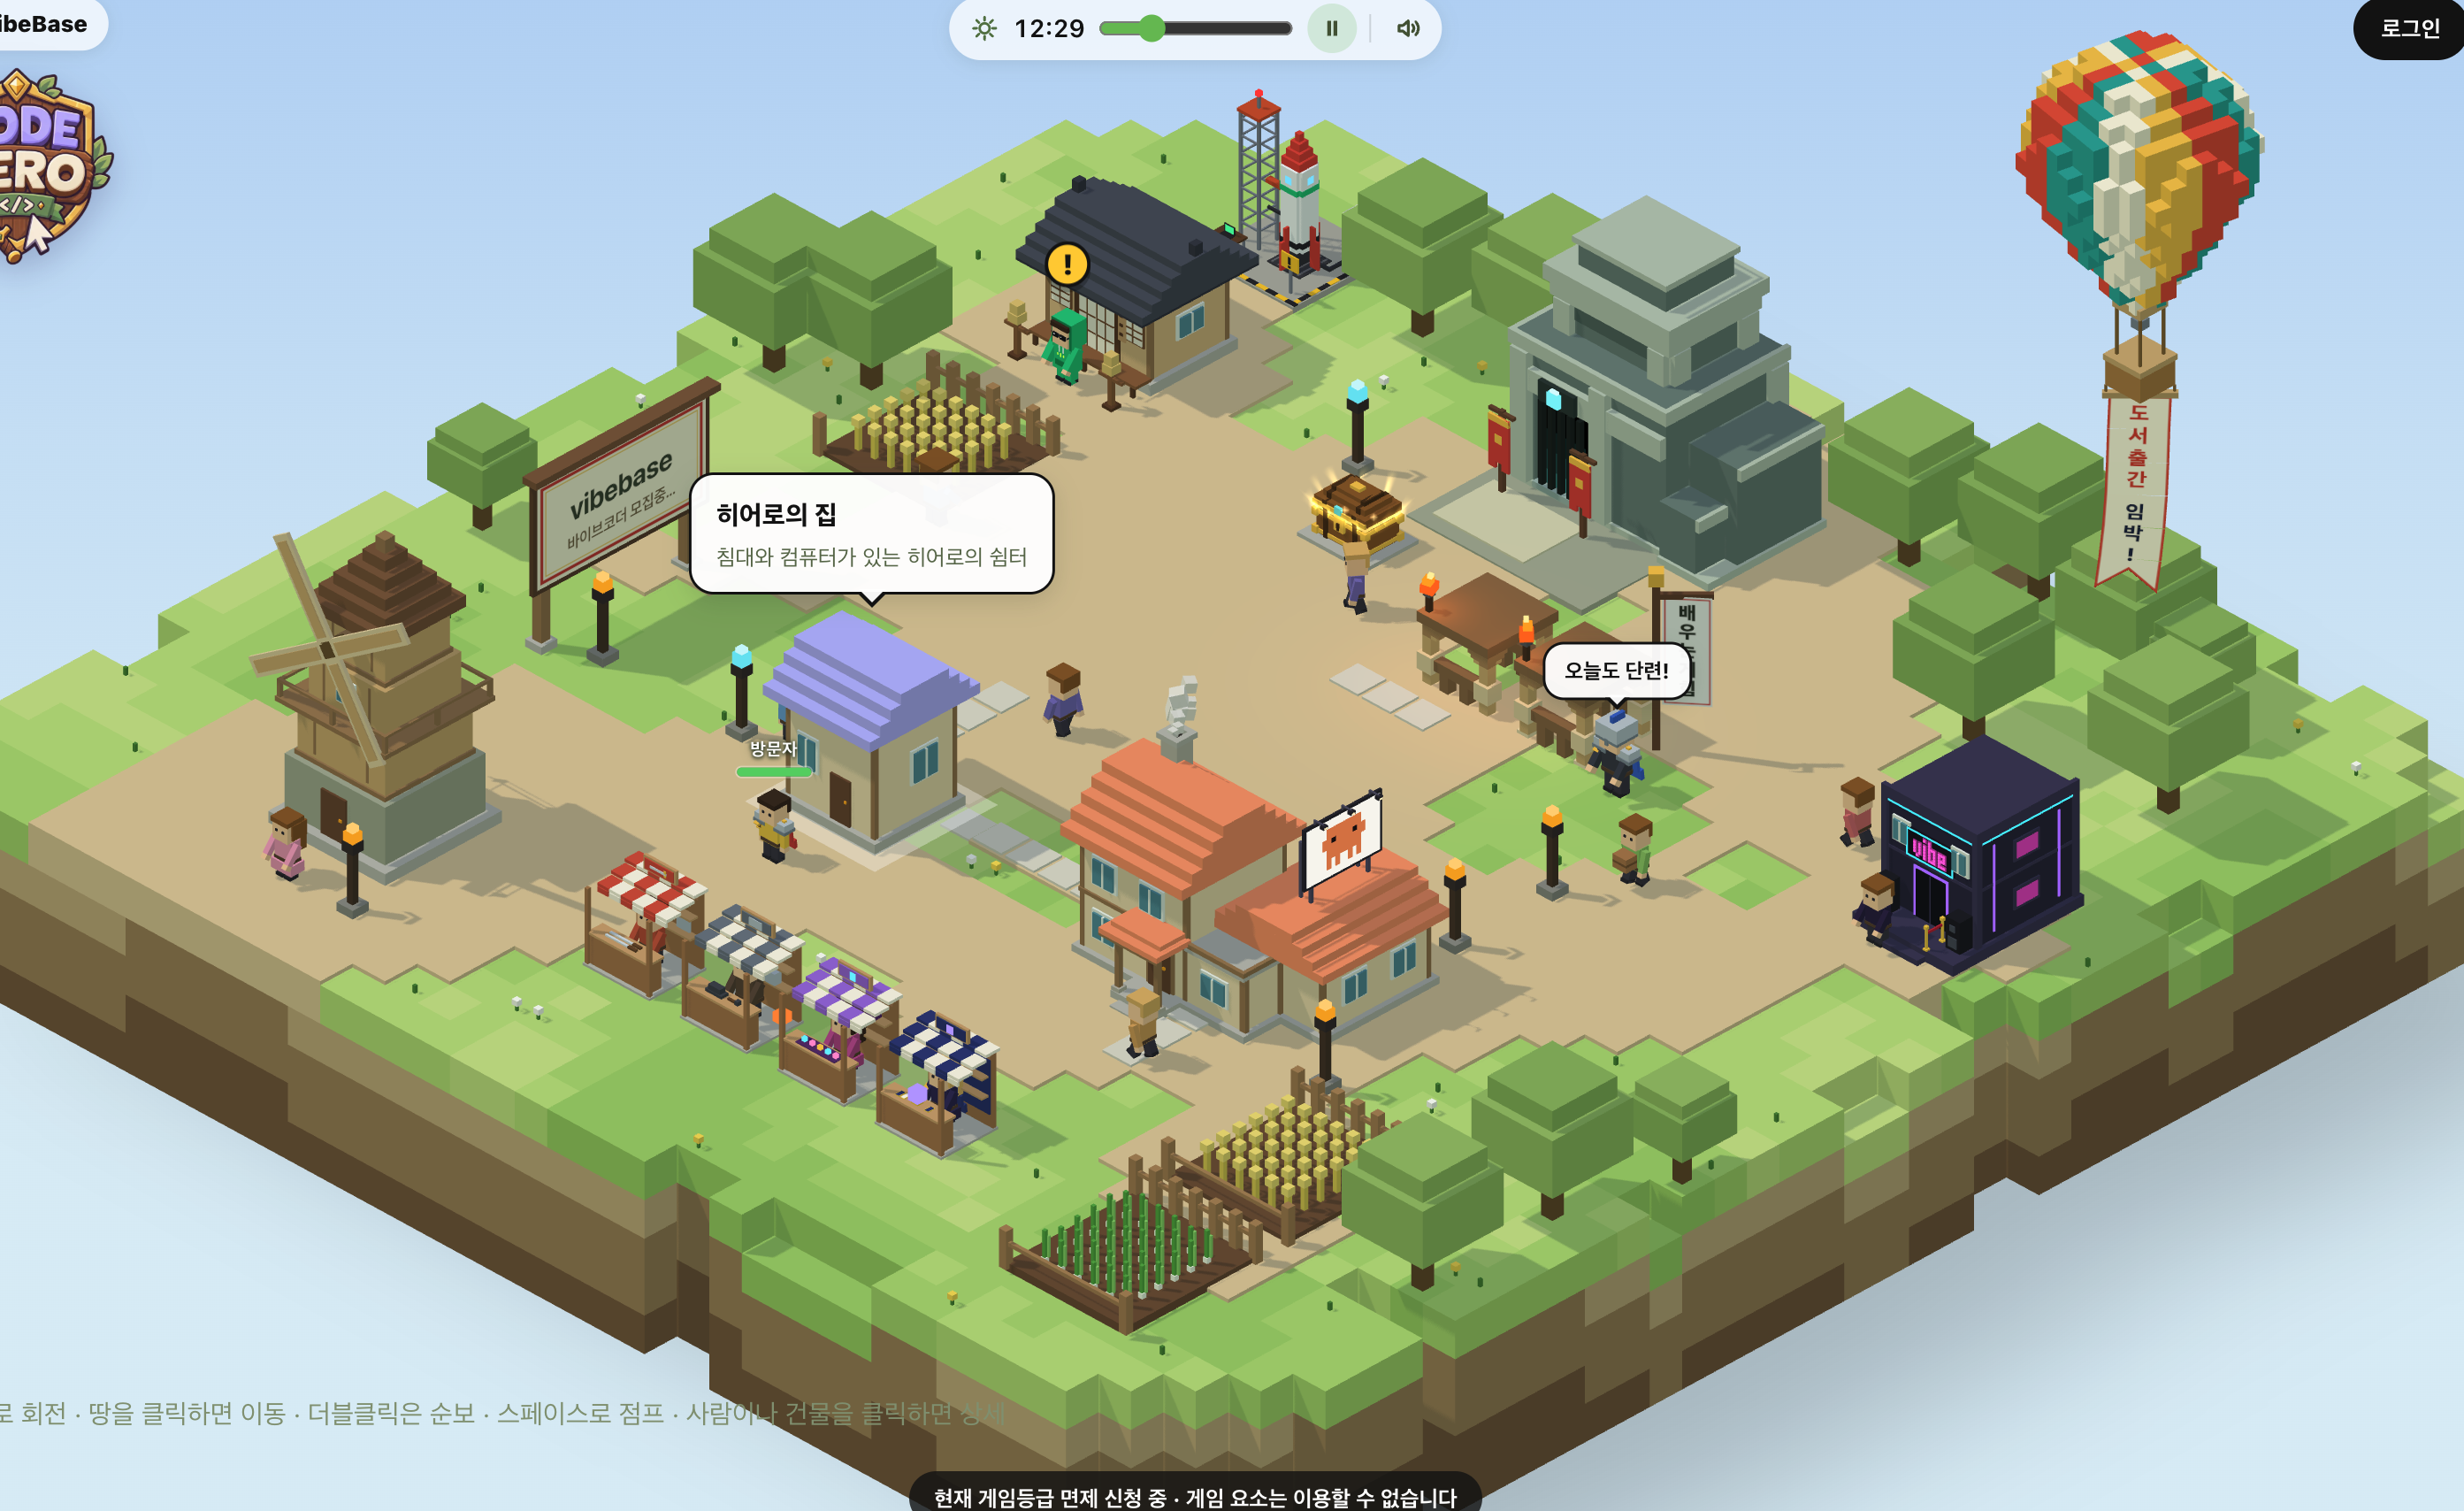 ibeBase
12:29
로그인
ODE
ERO
</>
!
vibebase
바이브코더 모집중...
히어로의 집
침대와 컴퓨터가 있는 히어로의 쉼터
도서출간 임박!
배우는
오늘도 단련!
방문자
vibe
로 회전 · 땅을 클릭하면 이동 · 더블클릭은 순보 · 스페이스로 점프 · 사람이나 건물을 클릭하면 상세
현재 게임등급 면제 신청 중 · 게임 요소는 이용할 수 없습니다